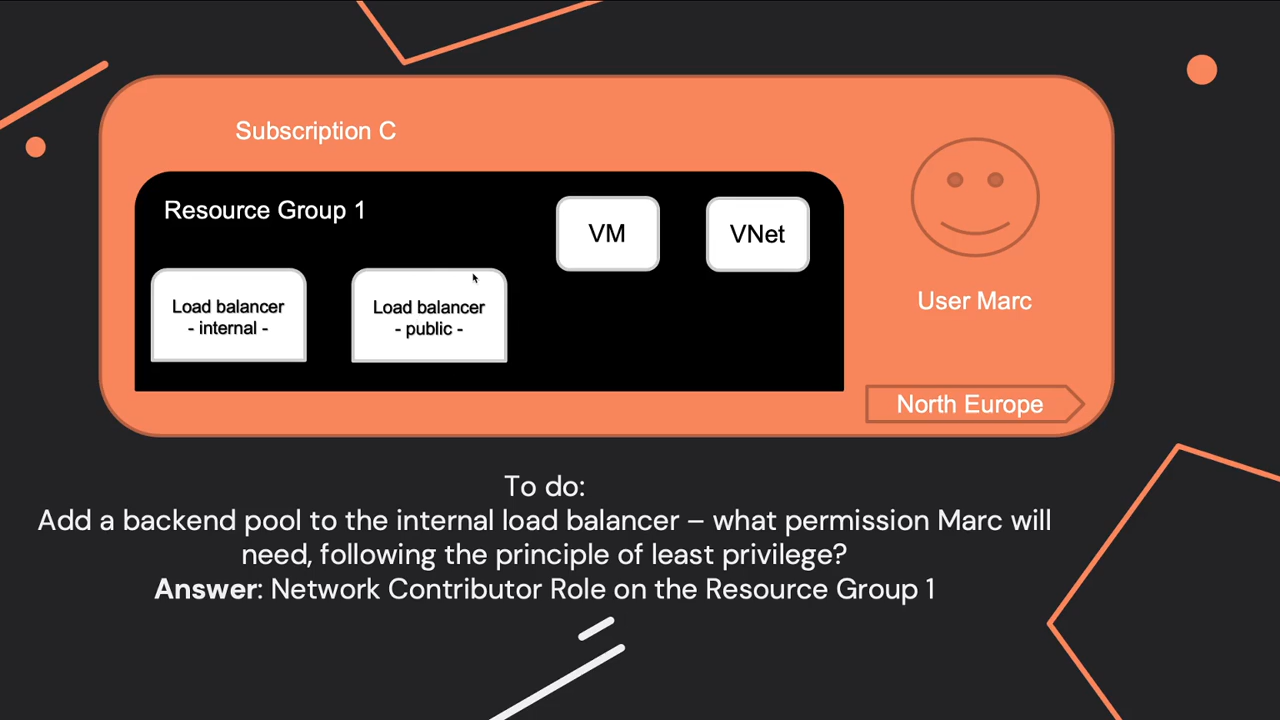 Subscription C
Resource Group 1
VM
VNet
Load balancer
- internal -
Load balancer
- public -
User Marc
North Europe
To do:
Add a backend pool to the internal load balancer – what permission Marc will
need, following the principle of least privilege?
Answer: Network Contributor Role on the Resource Group 1